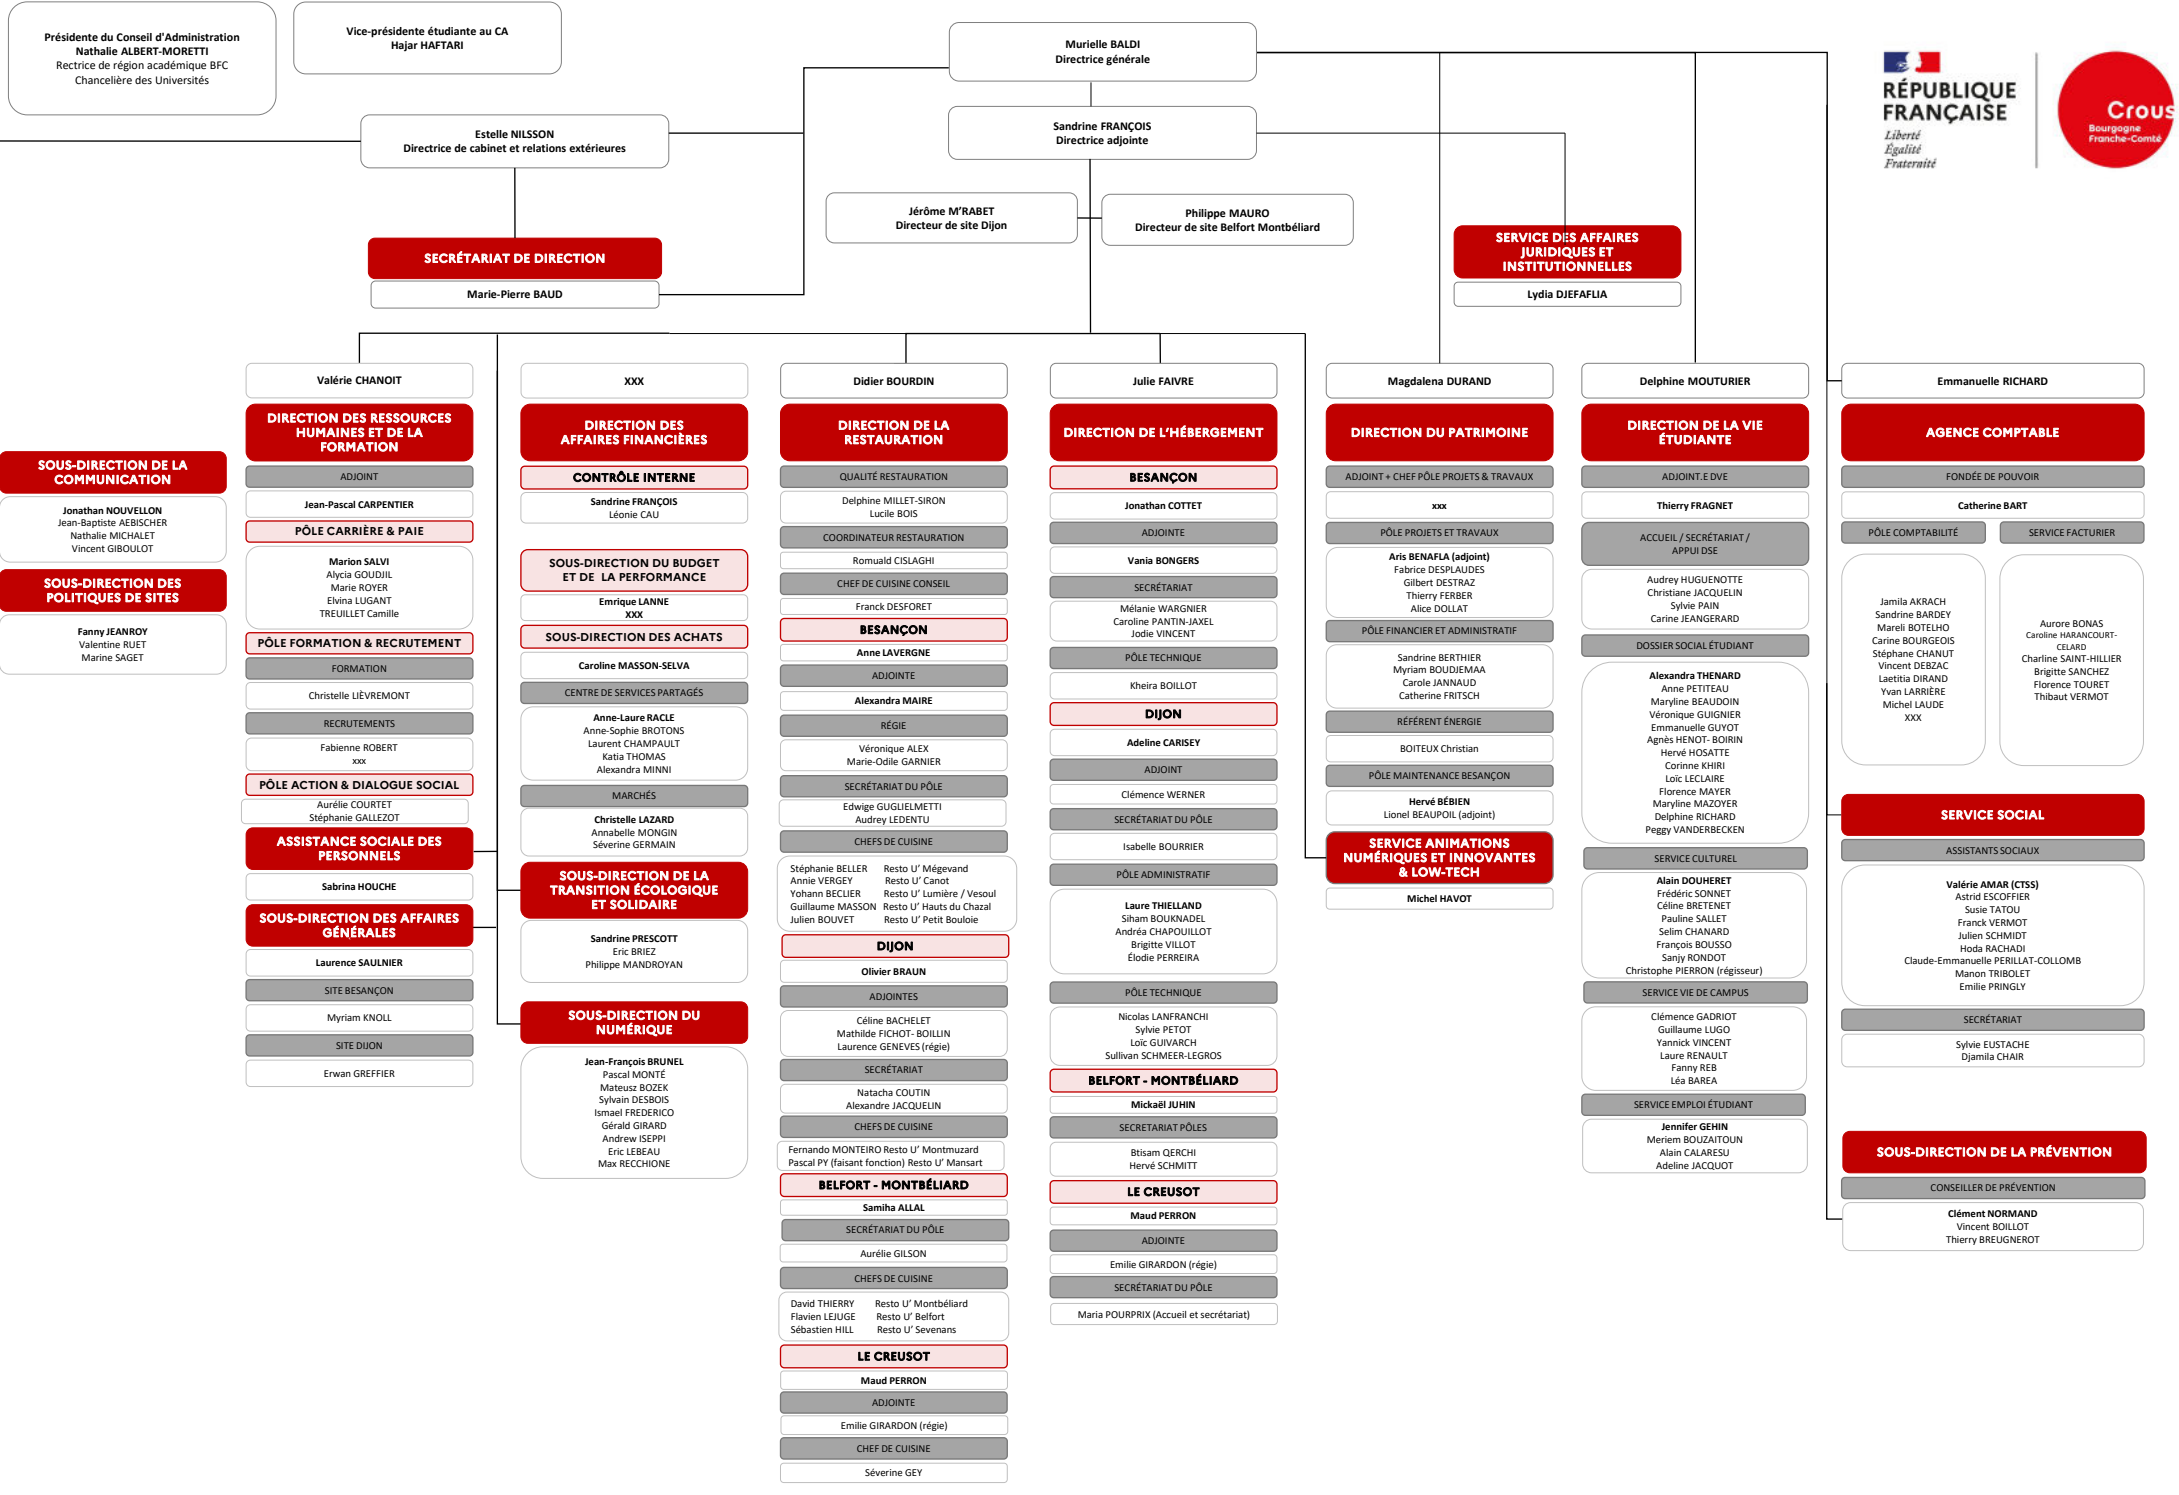 Présidente du Conseil d'Administration
Nathalie ALBERT-MORETTI
Rectrice de région académique BFC
Chancelière des Universités
Vice-présidente étudiante au CA
Hajar HAFTARI
Murielle BALDI
Directrice générale
RÉPUBLIQUE
FRANÇAISE
Liberté
Égalité
Fraternité
Crous
Bourgogne
Franche-Comté
Estelle NILSSON
Directrice de cabinet et relations extérieures
Sandrine FRANÇOIS
Directrice adjointe
Jérôme M'RABET
Directeur de site Dijon
Philippe MAURO
Directeur de site Belfort Montbéliard
SECRÉTARIAT DE DIRECTION
Marie-Pierre BAUD
SERVICE DES AFFAIRES
JURIDIQUES ET
INSTITUTIONNELLES
Lydia DJEFAFLIA
SOUS-DIRECTION DE LA
COMMUNICATION
Jonathan NOUVELLON
Jean-Baptiste AEBISCHER
Nathalie MICHALET
Vincent GIBOULOT
SOUS-DIRECTION DES
POLITIQUES DE SITES
Fanny JEANROY
Valentine RUET
Marine SAGET
Valérie CHANOIT
DIRECTION DES RESSOURCES
HUMAINES ET DE LA
FORMATION
ADJOINT
Jean-Pascal CARPENTIER
PÔLE CARRIÈRE & PAIE
Marion SALVI
Alycia GOUDJIL
Marie ROYER
Elvina LUGANT
TREUILLET Camille
PÔLE FORMATION & RECRUTEMENT
FORMATION
Christelle LIÈVREMONT
RECRUTEMENTS
Fabienne ROBERT
xxx
PÔLE ACTION & DIALOGUE SOCIAL
Aurélie COURTET
Stéphanie GALLEZOT
ASSISTANCE SOCIALE DES
PERSONNELS
Sabrina HOUCHE
SOUS-DIRECTION DES AFFAIRES
GÉNÉRALES
Laurence SAULNIER
SITE BESANÇON
Myriam KNOLL
SITE DIJON
Erwan GREFFIER
XXX
DIRECTION DES
AFFAIRES FINANCIÈRES
CONTRÔLE INTERNE
Sandrine FRANÇOIS
Léonie CAU
SOUS-DIRECTION DU BUDGET
ET DE LA PERFORMANCE
Emrique LANNE
XXX
SOUS-DIRECTION DES ACHATS
Caroline MASSON-SELVA
CENTRE DE SERVICES PARTAGÉS
Anne-Laure RACLE
Anne-Sophie BROTONS
Laurent CHAMPAULT
Katia THOMAS
Alexandra MINNI
MARCHÉS
Christelle LAZARD
Annabelle MONGIN
Séverine GERMAIN
SOUS-DIRECTION DE LA
TRANSITION ÉCOLOGIQUE
ET SOLIDAIRE
Sandrine PRESCOTT
Eric BRIEZ
Philippe MANDROYAN
SOUS-DIRECTION DU
NUMÉRIQUE
Jean-François BRUNEL
Pascal MONTÉ
Mateusz BOZEK
Sylvain DESBOIS
Ismael FREDERICO
Gérald GIRARD
Andrew ISEPPI
Eric LEBEAU
Max RECCHIONE
Didier BOURDIN
DIRECTION DE LA
RESTAURATION
QUALITÉ RESTAURATION
Delphine MILLET-SIRON
Lucile BOIS
COORDINATEUR RESTAURATION
Romuald CISLAGHI
CHEF DE CUISINE CONSEIL
Franck DESFORET
BESANÇON
Anne LAVERGNE
ADJOINTE
Alexandra MAIRE
RÉGIE
Véronique ALEX
Marie-Odile GARNIER
SECRÉTARIAT DU PÔLE
Edwige GUGLIELMETTI
Audrey LEDENTU
CHEFS DE CUISINE
Stéphanie BELLER Resto U' Mégevand
Annie VERGEY Resto U' Canot
Yohann BECLIER Resto U' Lumière / Vesoul
Guillaume MASSON Resto U' Hauts du Chazal
Julien BOUVET Resto U' Petit Bouloie
DIJON
Olivier BRAUN
ADJOINTES
Céline BACHELET
Mathilde FICHOT- BOILLIN
Laurence GENEVES (régie)
SECRÉTARIAT
Natacha COUTIN
Alexandre JACQUELIN
CHEFS DE CUISINE
Fernando MONTEIRO Resto U' Montmuzard
Pascal PY (faisant fonction) Resto U' Mansart
BELFORT - MONTBÉLIARD
Samiha ALLAL
SECRÉTARIAT DU PÔLE
Aurélie GILSON
CHEFS DE CUISINE
David THIERRY Resto U' Montbéliard
Flavien LEJUGE Resto U' Belfort
Sébastien HILL Resto U' Sevenans
LE CREUSOT
Maud PERRON
ADJOINTE
Emilie GIRARDON (régie)
CHEF DE CUISINE
Séverine GEY
Julie FAIVRE
DIRECTION DE L'HÉBERGEMENT
BESANÇON
Jonathan COTTET
ADJOINTE
Vania BONGERS
SECRÉTARIAT
Mélanie WARGNIER
Caroline PANTIN-JAXEL
Jodie VINCENT
PÔLE TECHNIQUE
Kheira BOILLOT
DIJON
Adeline CARISEY
ADJOINT
Clémence WERNER
SECRÉTARIAT DU PÔLE
Isabelle BOURRIER
PÔLE ADMINISTRATIF
Laure THIELLAND
Siham BOUKNADEL
Andréa CHAPOUILLOT
Brigitte VILLOT
Élodie PERREIRA
PÔLE TECHNIQUE
Nicolas LANFRANCHI
Sylvie PETOT
Loïc GUIVARCH
Sullivan SCHMEER-LEGROS
BELFORT - MONTBÉLIARD
Mickaël JUHIN
SECRETARIAT PÔLES
Btisam QERCHI
Hervé SCHMITT
LE CREUSOT
Maud PERRON
ADJOINTE
Emilie GIRARDON (régie)
SECRÉTARIAT DU PÔLE
Maria POURPRIX (Accueil et secrétariat)
Magdalena DURAND
DIRECTION DU PATRIMOINE
ADJOINT + CHEF PÔLE PROJETS & TRAVAUX
xxx
PÔLE PROJETS ET TRAVAUX
Aris BENAFLA (adjoint)
Fabrice DESPLAUDES
Gilbert DESTRAZ
Thierry FERBER
Alice DOLLAT
PÔLE FINANCIER ET ADMINISTRATIF
Sandrine BERTHIER
Myriam BOUDJEMAA
Carole JANNAUD
Catherine FRITSCH
RÉFÉRENT ÉNERGIE
BOITEUX Christian
PÔLE MAINTENANCE BESANÇON
Hervé BÉBIEN
Lionel BEAUPOIL (adjoint)
SERVICE ANIMATIONS
NUMÉRIQUES ET INNOVANTES
& LOW-TECH
Michel HAVOT
Delphine MOUTURIER
DIRECTION DE LA VIE
ÉTUDIANTE
ADJOINT.E DVE
Thierry FRAGNET
ACCUEIL / SECRÉTARIAT /
APPUI DSE
Audrey HUGUENOTTE
Christiane JACQUELIN
Sylvie PAIN
Carine JEANGERARD
DOSSIER SOCIAL ÉTUDIANT
Alexandra THENARD
Anne PETITEAU
Maryline BEAUDOIN
Véronique GUIGNIER
Emmanuelle GUYOT
Agnès HENOT- BOIRIN
Hervé HOSATTE
Corinne KHIRI
Loïc LECLAIRE
Florence MAYER
Maryline MAZOYER
Delphine RICHARD
Peggy VANDERBECKEN
SERVICE CULTUREL
Alain DOUHERET
Frédéric SONNET
Céline BRETENET
Pauline SALLET
Selim CHANARD
François BOUSSO
Sanjy RONDOT
Christophe PIERRON (régisseur)
SERVICE VIE DE CAMPUS
Clémence GADRIOT
Guillaume LUGO
Yannick VINCENT
Laure RENAULT
Fanny REB
Léa BAREA
SERVICE EMPLOI ÉTUDIANT
Jennifer GEHIN
Meriem BOUZAITOUN
Alain CALARESU
Adeline JACQUOT
Emmanuelle RICHARD
AGENCE COMPTABLE
FONDÉE DE POUVOIR
Catherine BART
PÔLE COMPTABILITÉ
Jamila AKRACH
Sandrine BARDEY
Mareli BOTELHO
Carine BOURGEOIS
Stéphane CHANUT
Vincent DEBZAC
Laetitia DIRAND
Yvan LARRIÈRE
Michel LAUDE
XXX
SERVICE FACTURIER
Aurore BONAS
Caroline HARANCOURT-
CELARD
Charline SAINT-HILLIER
Brigitte SANCHEZ
Florence TOURET
Thibaut VERMOT
SERVICE SOCIAL
ASSISTANTS SOCIAUX
Valérie AMAR (CTSS)
Astrid ESCOFFIER
Susie TATOU
Franck VERMOT
Julien SCHMIDT
Hoda RACHADI
Claude-Emmanuelle PERILLAT-COLLOMB
Manon TRIBOLET
Emilie PRINGLY
SECRÉTARIAT
Sylvie EUSTACHE
Djamila CHAIR
SOUS-DIRECTION DE LA PRÉVENTION
CONSEILLER DE PRÉVENTION
Clément NORMAND
Vincent BOILLOT
Thierry BREUGNEROT